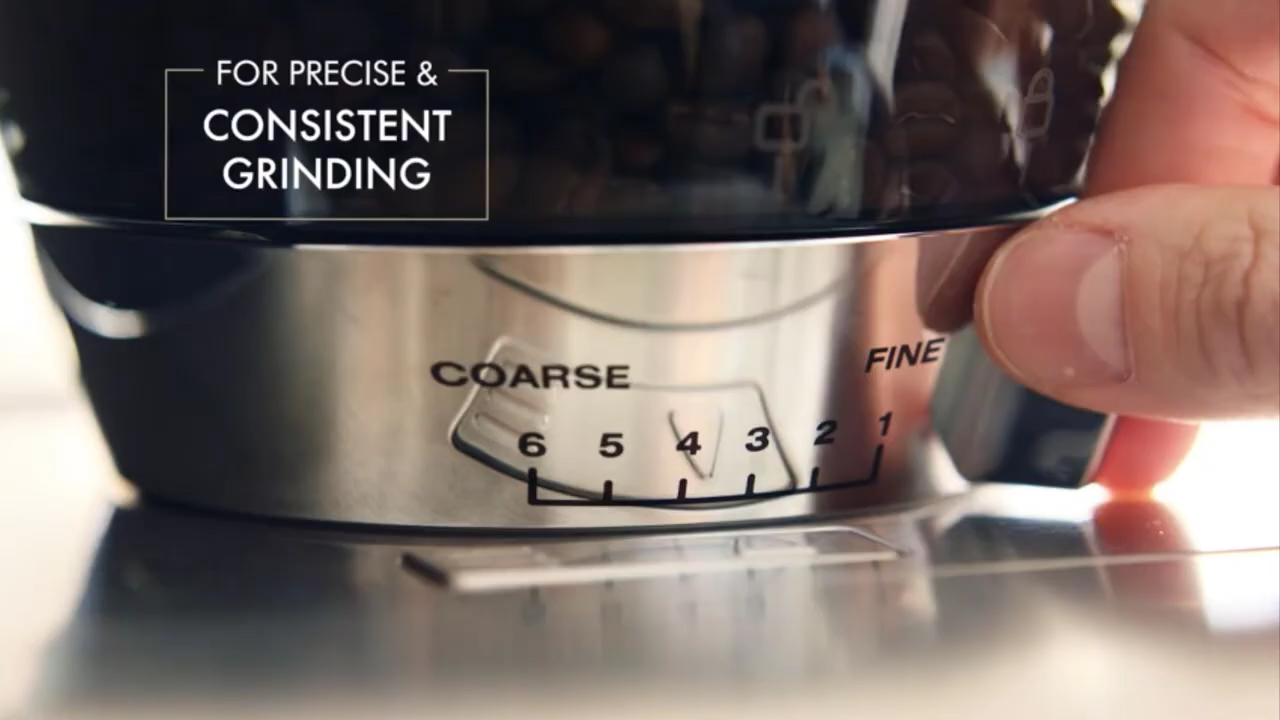 FOR PRECISE &
CONSISTENT
GRINDING
COARSE
FINE
6 5 4 3 2 1